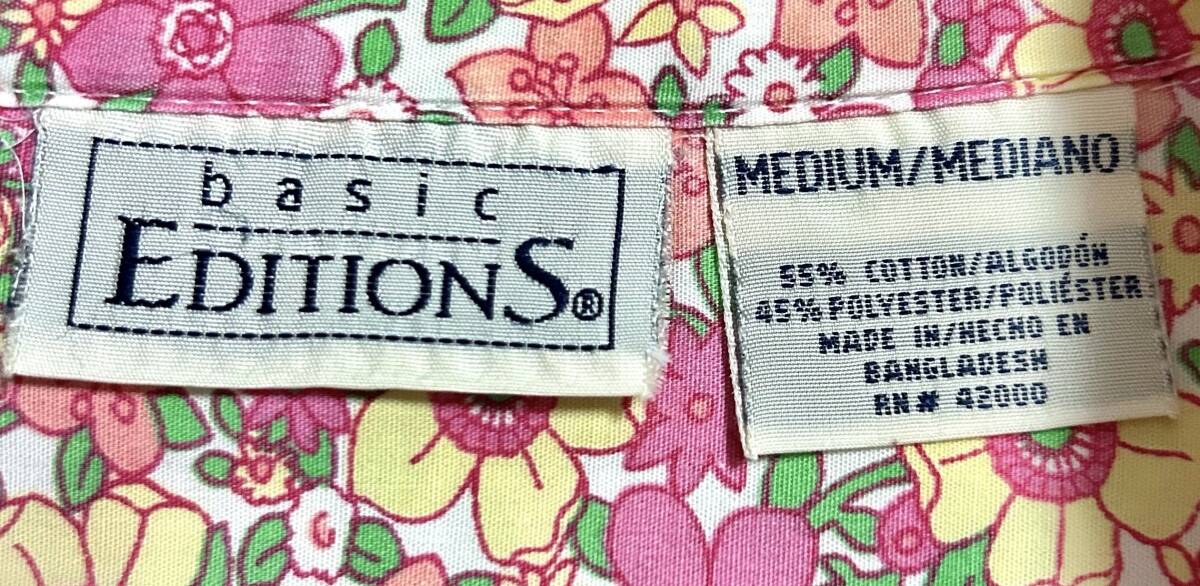 basic
EDITIONS®
MEDIUM/MEDIANO
55% COTTON/ALGODÓN
45% POLYESTER/POLIÉSTER
MADE IN/HECHO EN
BANGLADESH
RN# 42000